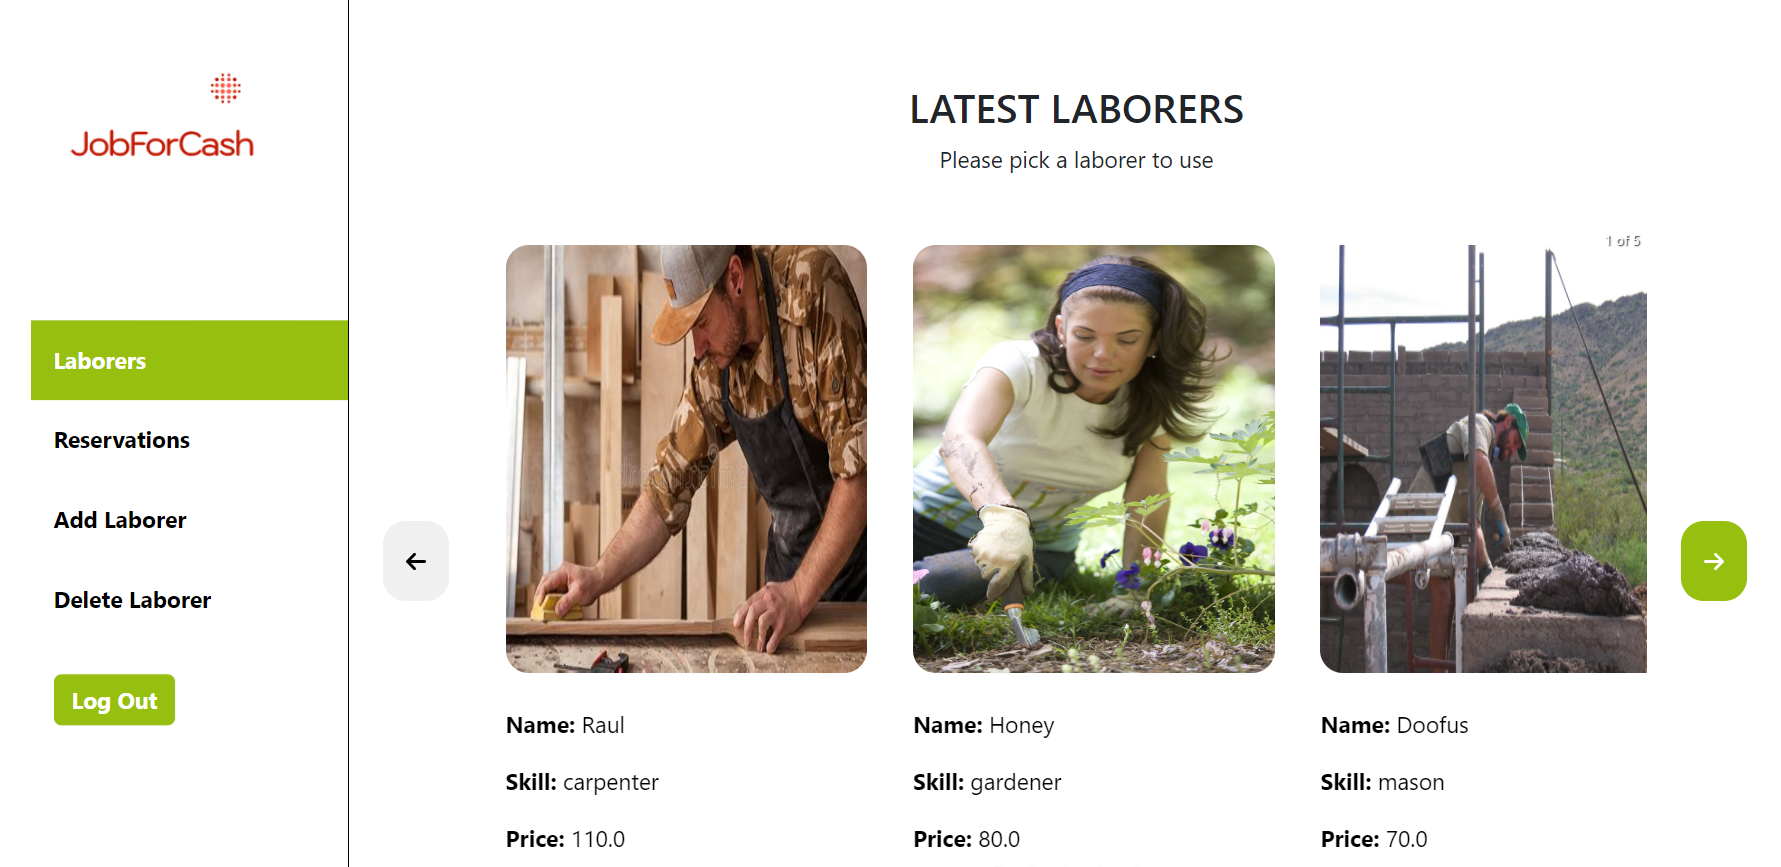 JobForCash
Laborers
Reservations
Add Laborer
Delete Laborer
Log Out
LATEST LABORERS
Please pick a laborer to use
1 of 5
Name: Raul
Skill: carpenter
Price: 110.0
Name: Honey
Skill: gardener
Price: 80.0
Name: Doofus
Skill: mason
Price: 70.0